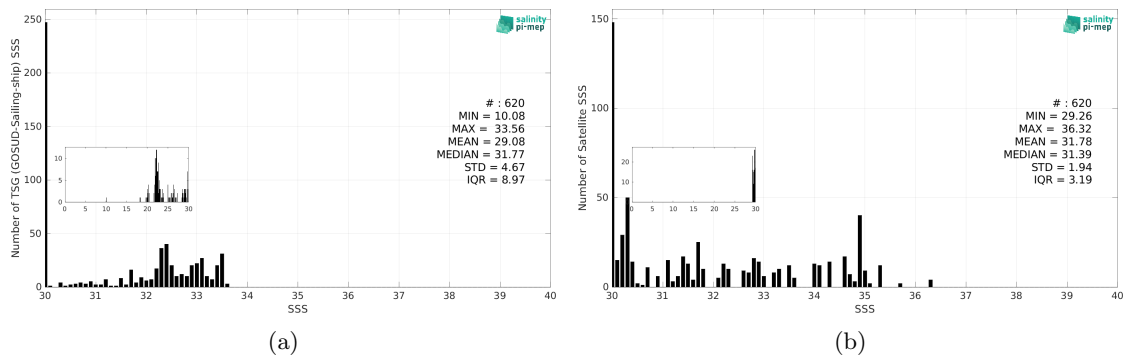 salinity
pi-mep
Number of TSG (GOSUD-Sailing-ship) SSS
250
200
150
100
50
0
# : 620
MIN = 10.08
MAX = 33.56
MEAN = 29.08
MEDIAN = 31.77
STD = 4.67
IQR = 8.97
10
5
0
0 5 10 15 20 25 30
30 31 32 33 34 35 36 37 38 39 40
SSS
(a)
salinity
pi-mep
Number of Satellite SSS
150
100
50
0
# : 620
MIN = 29.26
MAX = 36.32
MEAN = 31.78
MEDIAN = 31.39
STD = 1.94
IQR = 3.19
20
10
0 5 10 15 20 25 30
30 31 32 33 34 35 36 37 38 39 40
SSS
(b)